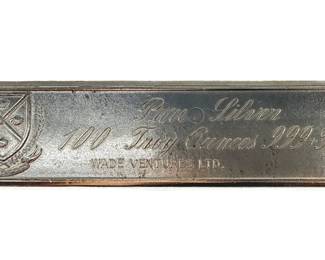 Pure Silver
100 Troy Ounces 999+
WADE VENTURES LTD.